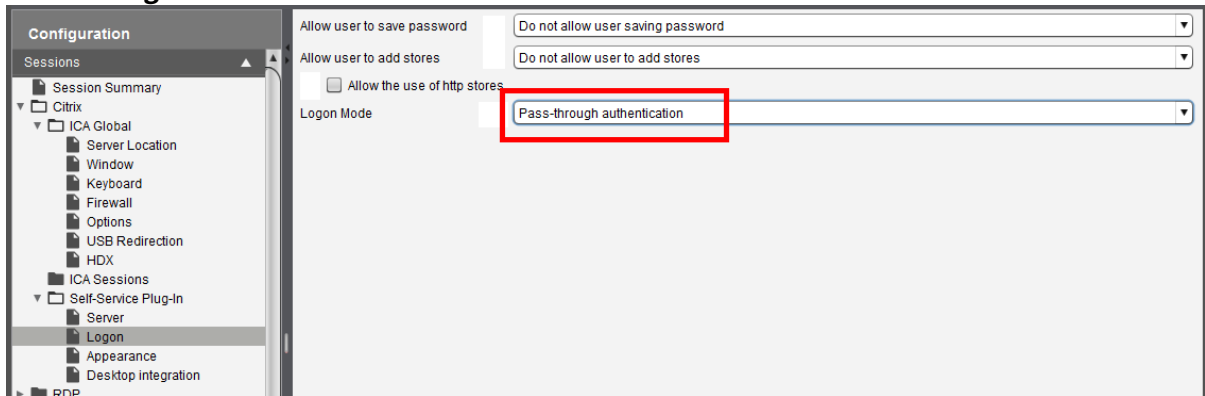 Configuration
Sessions
Session Summary
Citrix
ICA Global
Server Location
Window
Keyboard
Firewall
Options
USB Redirection
HDX
ICA Sessions
Self-Service Plug-In
Server
Logon
Appearance
Desktop integration
RDP
Allow user to save password Do not allow user saving password
Allow user to add stores Do not allow user to add stores
Allow the use of http stores
Logon Mode Pass-through authentication